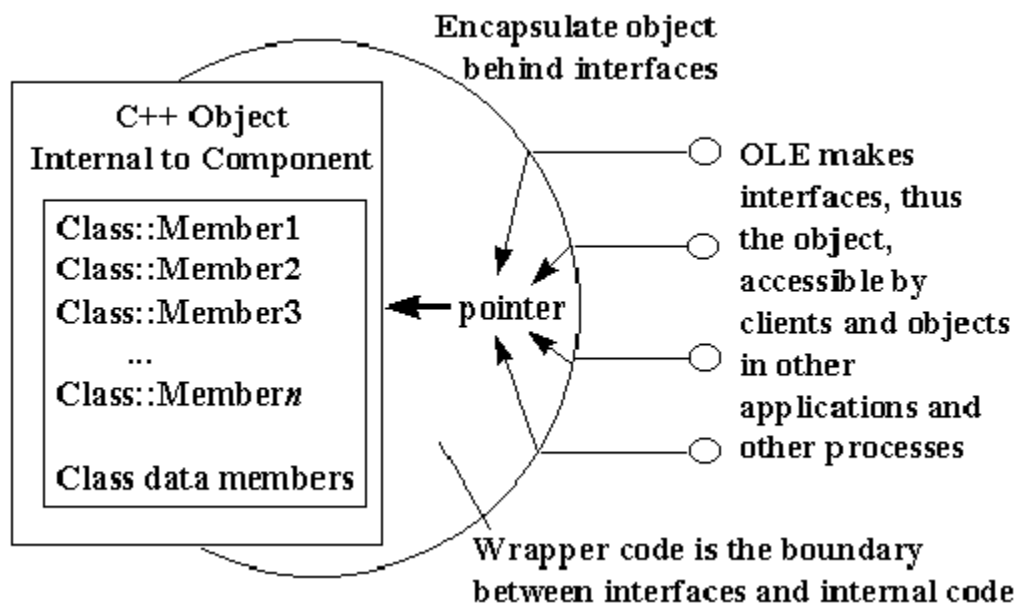 Encapsulate object
behind interfaces
C++ Object
Internal to Component
Class::Member1
Class::Member2
Class::Member3
...
Class::Membern
Class data members
pointer
OLE makes
interfaces, thus
the object,
accessible by
clients and objects
in other
applications and
other processes
Wrapper code is the boundary
between interfaces and internal code